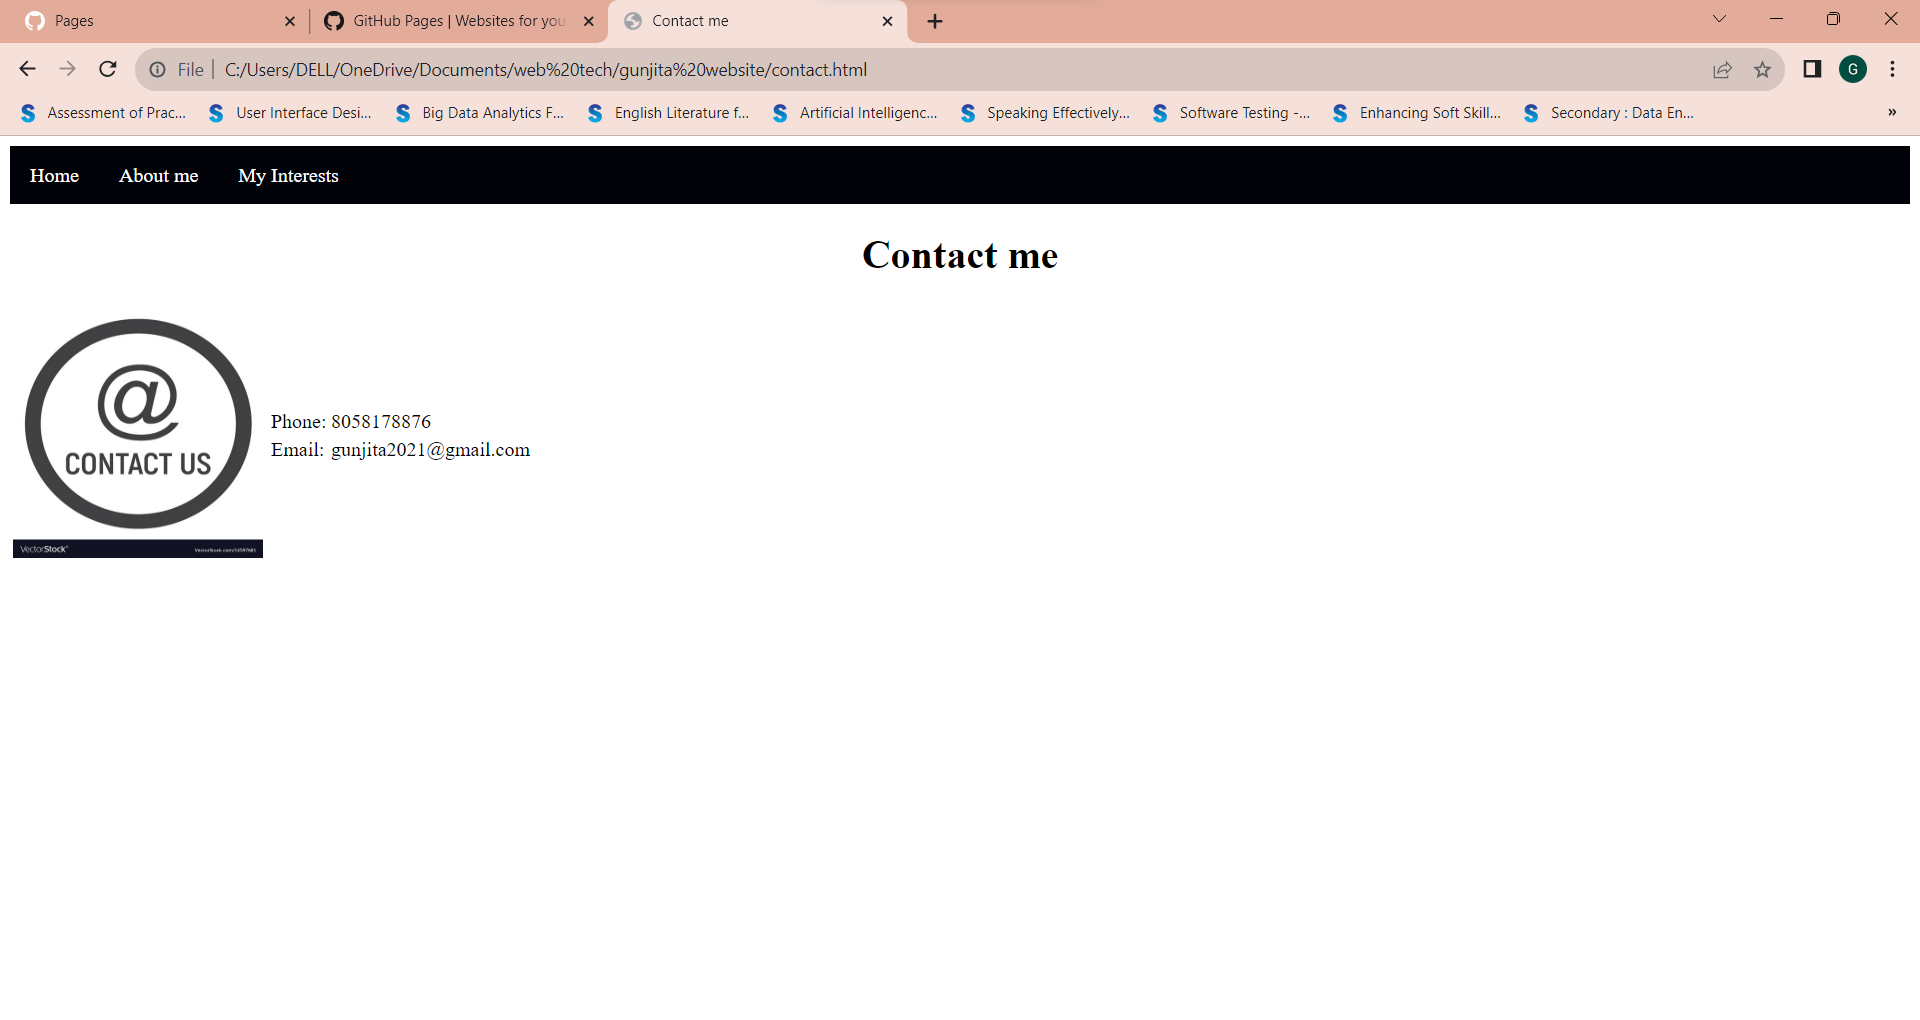 Pages
GitHub Pages | Websites for you
Contact me
File | C:/Users/DELL/OneDrive/Documents/web%20tech/gunjita%20website/contact.html
G
Assessment of Prac... User Interface Desi... Big Data Analytics F... English Literature f... Artificial Intelligenc... Speaking Effectively... Software Testing -... Enhancing Soft Skill... Secondary : Data En... »
Home About me My Interests
Contact me
@
CONTACT US
Phone: 8058178876
Email: gunjita2021@gmail.com
VectorStock®